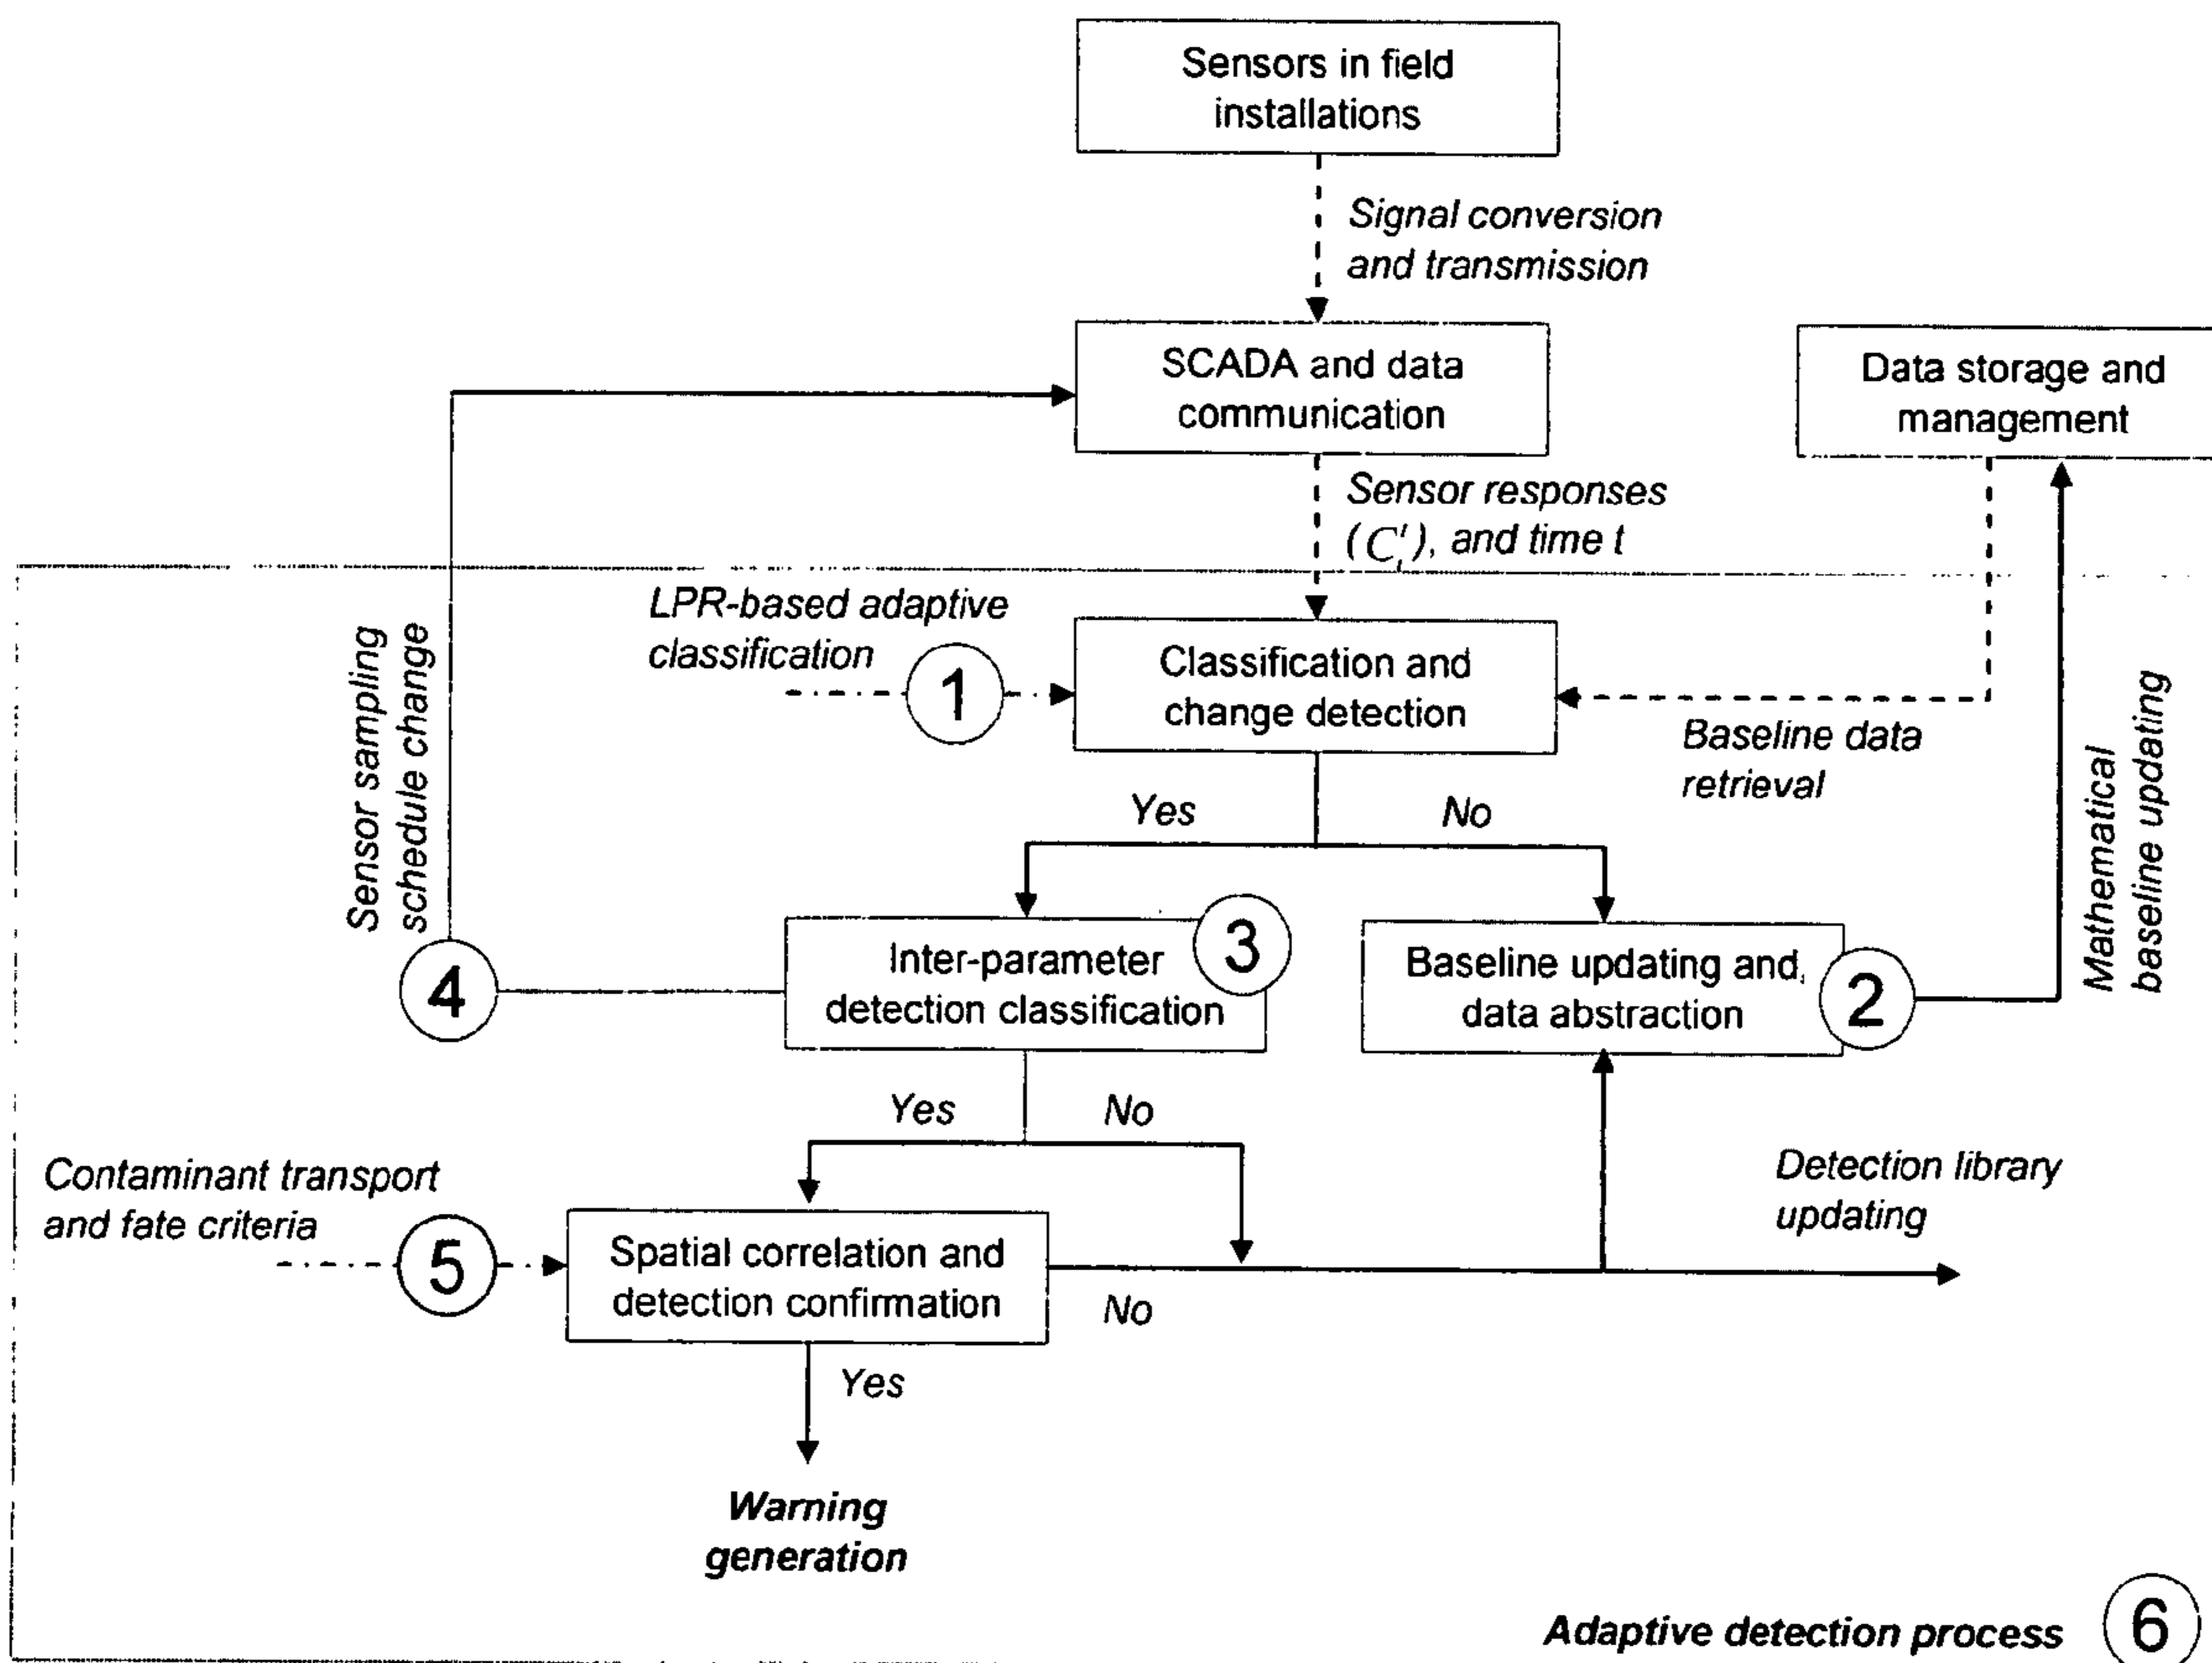 Sensors in field
installations
Signal conversion
and transmission
SCADA and data
communication
Data storage and
management
Sensor responses
(C'), and time t
LPR-based adaptive
classification
1
Classification and
change detection
Baseline data
retrieval
Mathematical
baseline updating
Sensor sampling
schedule change
Yes
No
Inter-parameter
detection classification
3
Baseline updating and
data abstraction
2
4
Yes
No
Contaminant transport
and fate criteria
5
Spatial correlation and
detection confirmation
No
Detection library
updating
Yes
Warning
generation
Adaptive detection process
6